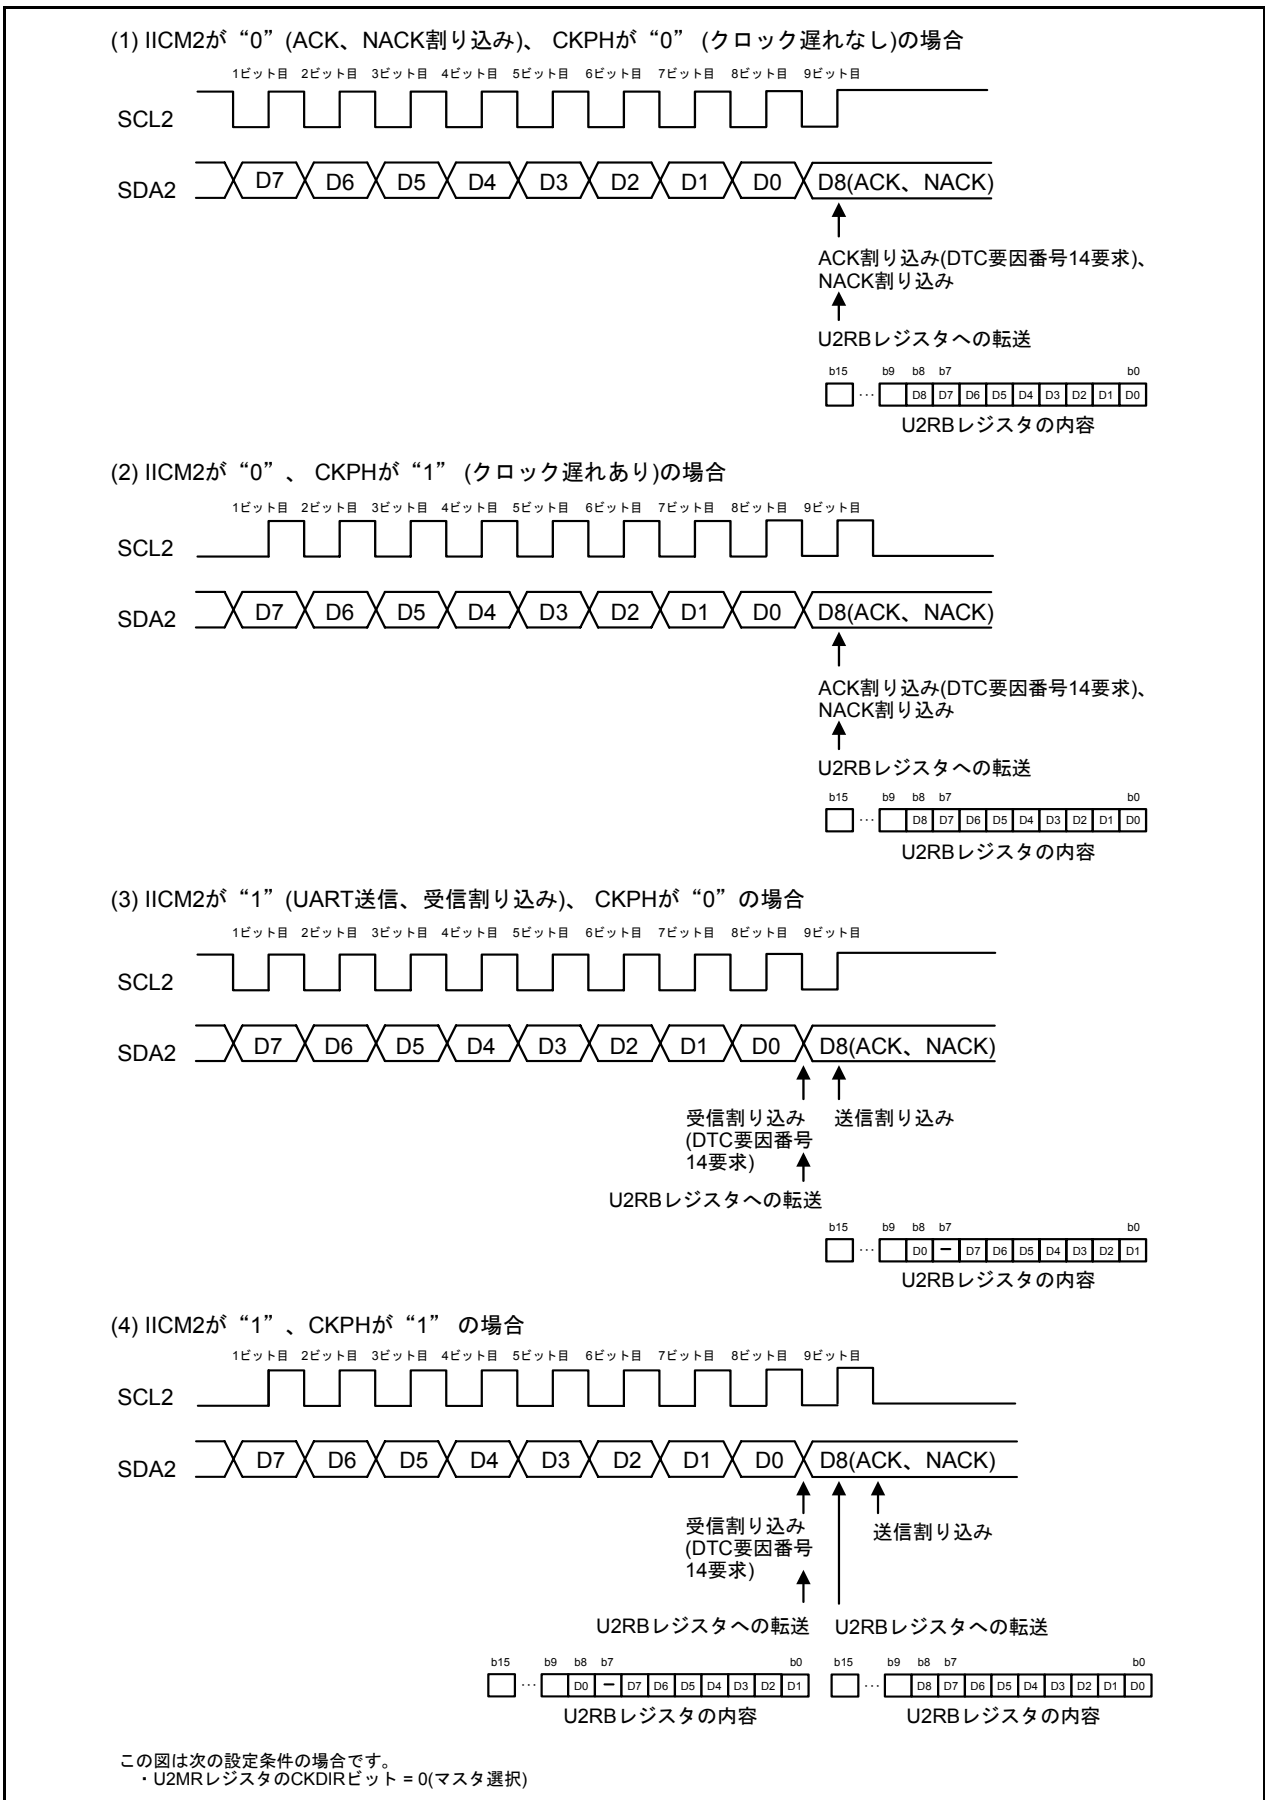 (1) IICM2が“0”(ACK、NACK割り込み)、 CKPHが“0” (クロック遅れなし)の場合
1ビット目 2ビット目 3ビット目 4ビット目 5ビット目 6ビット目 7ビット目 8ビット目 9ビット目
SCL2
SDA2 D7 D6 D5 D4 D3 D2 D1 D0 D8(ACK、NACK)
ACK割り込み(DTC要因番号14要求)、
NACK割り込み
U2RBレジスタへの転送
b15 b9 b8 b7 b0
… D8 D7 D6 D5 D4 D3 D2 D1 D0
U2RBレジスタの内容
(2) IICM2が“0”、 CKPHが“1” (クロック遅れあり)の場合
1ビット目 2ビット目 3ビット目 4ビット目 5ビット目 6ビット目 7ビット目 8ビット目 9ビット目
SCL2
SDA2 D7 D6 D5 D4 D3 D2 D1 D0 D8(ACK、NACK)
ACK割り込み(DTC要因番号14要求)、
NACK割り込み
U2RBレジスタへの転送
b15 b9 b8 b7 b0
… D8 D7 D6 D5 D4 D3 D2 D1 D0
U2RBレジスタの内容
(3) IICM2が“1”(UART送信、受信割り込み)、 CKPHが“0”の場合
1ビット目 2ビット目 3ビット目 4ビット目 5ビット目 6ビット目 7ビット目 8ビット目 9ビット目
SCL2
SDA2 D7 D6 D5 D4 D3 D2 D1 D0 D8(ACK、NACK)
受信割り込み 送信割り込み
(DTC要因番号
14要求)
U2RBレジスタへの転送
b15 b9 b8 b7 b0
… D0 － D7 D6 D5 D4 D3 D2 D1
U2RBレジスタの内容
(4) IICM2が“1”、CKPHが“1” の場合
1ビット目 2ビット目 3ビット目 4ビット目 5ビット目 6ビット目 7ビット目 8ビット目 9ビット目
SCL2
SDA2 D7 D6 D5 D4 D3 D2 D1 D0 D8(ACK、NACK)
受信割り込み 送信割り込み
(DTC要因番号
14要求)
U2RBレジスタへの転送 U2RBレジスタへの転送
b15 b9 b8 b7 b0 b15 b9 b8 b7 b0
… D0 － D7 D6 D5 D4 D3 D2 D1 … D8 D7 D6 D5 D4 D3 D2 D1 D0
U2RBレジスタの内容 U2RBレジスタの内容
この図は次の設定条件の場合です。
・U2MRレジスタのCKDIRビット = 0(マスタ選択)